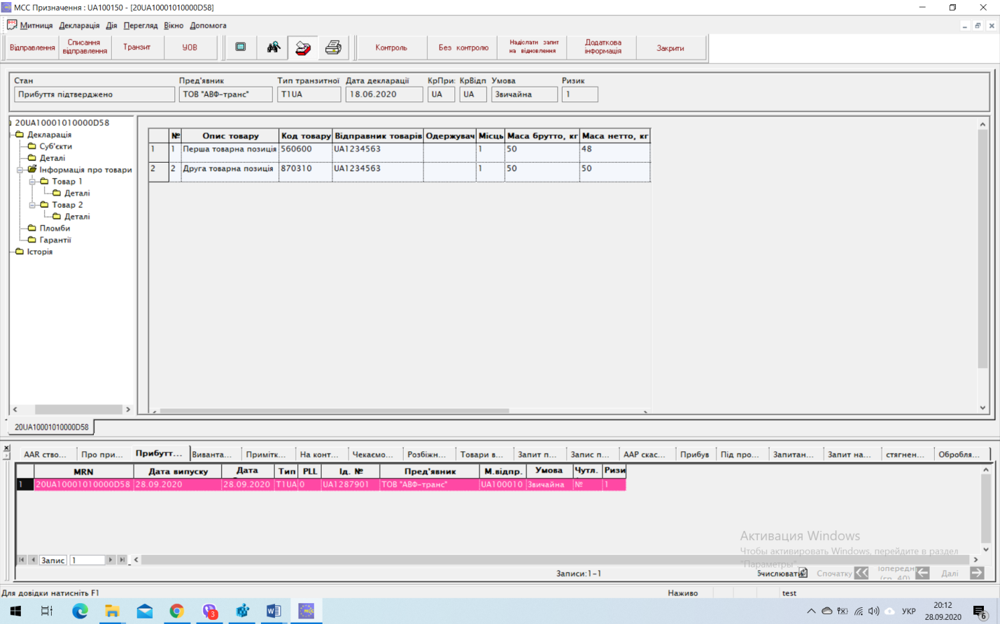 МСС Призначення : UA100150 - [20UA10001010000D58]
Митниця Декларація Дія Перегляд Вікно Допомога
Відправлення
Списання
відправлення
Транзит
УОВ
Контроль
Без контролю
Надіслати запит
на відновлення
Додаткова
інформація
Закрити
Стан Пред'явник Тип транзитної Дата декларації КрПри: КрВідп Умова Ризик
Прибуття підтверджено ТОВ "АВФ-транс" T1UA 18.06.2020 UA UA Звичайна 1
20UA10001010000D58
Декларація
Суб'єкти
Деталі
Інформація про товари
Товар 1
Деталі
Товар 2
Деталі
Пломби
Гарантії
Історія
№ Опис товару Код товару Відправник товарів Одержувач Місць Маса брутто, кг Маса нетто, кг
1 1 Перша товарна позиція 560600 UA1234563 1 50 48
2 2 Друга товарна позиція 870310 UA1234563 1 50 50
20UA10001010000D58
AAR ство... Про при... Прибутт... Виванта... Примітк... На конт... Чекаємо... Розбіжн... Товари в... Запит п... Запис п... ААР скас... Прибув Під про... Запитан... Запит на... стягнен... Обробля...
MRN Дата випуску Дата Тип PLL Ід. № Пред'явник М.відпр. Умова Чутл. Ризи
1 20UA10001010000D58 28.09.2020 28.09.2020 T1UA 0 UA1287901 ТОВ "АВФ-транс" UA100010 Звичайна № 1
Активация Windows
Чтобы активировать Windows, перейдите в раздел
"Параметры"
Запис 1
Записи:1-1
Спочатку
Далі
Для довідки натисніть F1
Наживо
test
3
МСС
УКР
20:12
28.09.2020
6